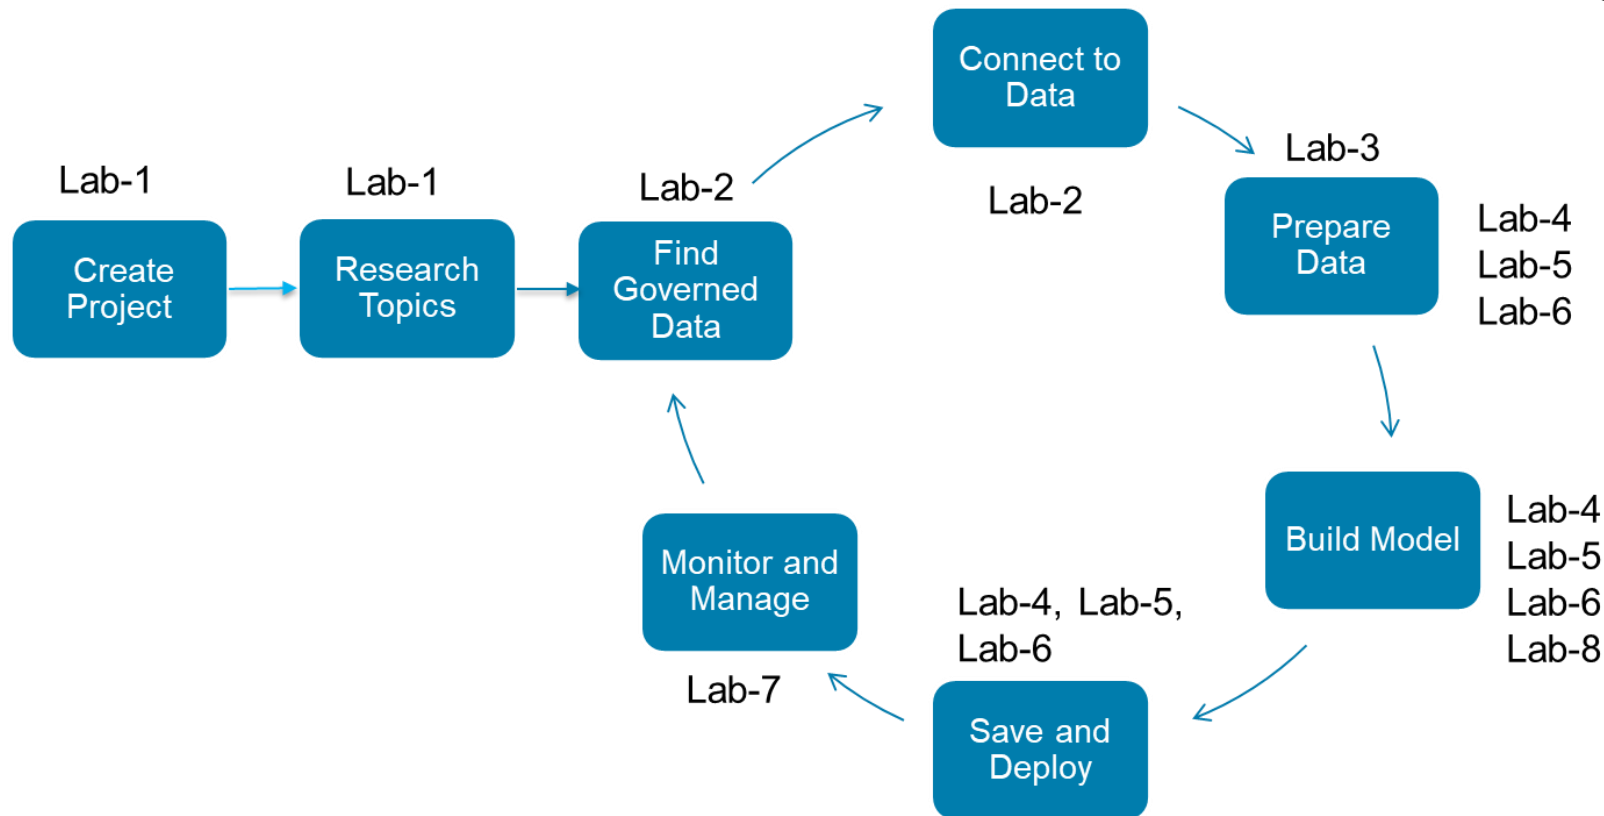 Lab-1
Create
Project
Lab-1
Research
Topics
Lab-2
Find
Governed
Data
Connect to
Data
Lab-2
Lab-3
Prepare
Data
Lab-4
Lab-5
Lab-6
Build Model
Lab-4
Lab-5
Lab-6
Lab-8
Lab-4, Lab-5,
Lab-6
Save and
Deploy
Monitor and
Manage
Lab-7